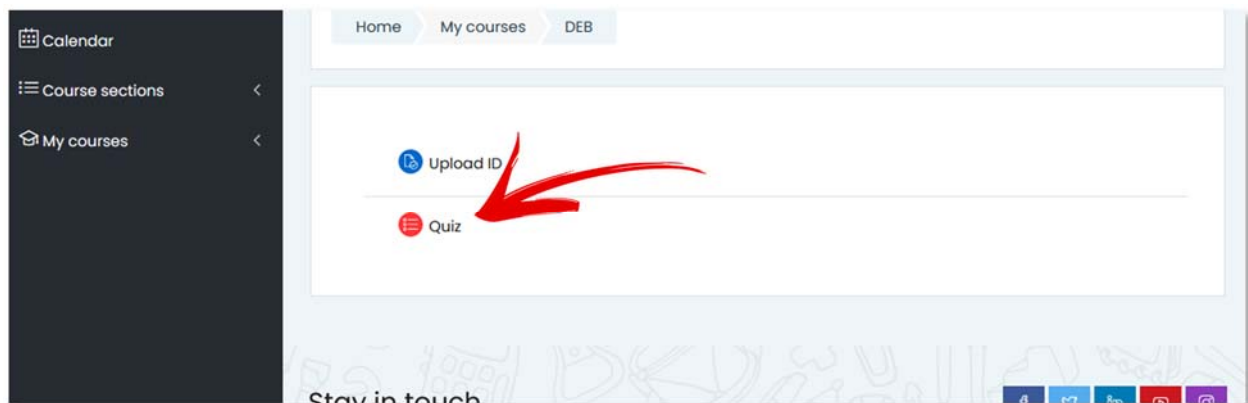 Calendar
Course sections
My courses
Home My courses DEB
Upload ID
Quiz
Stay in touch